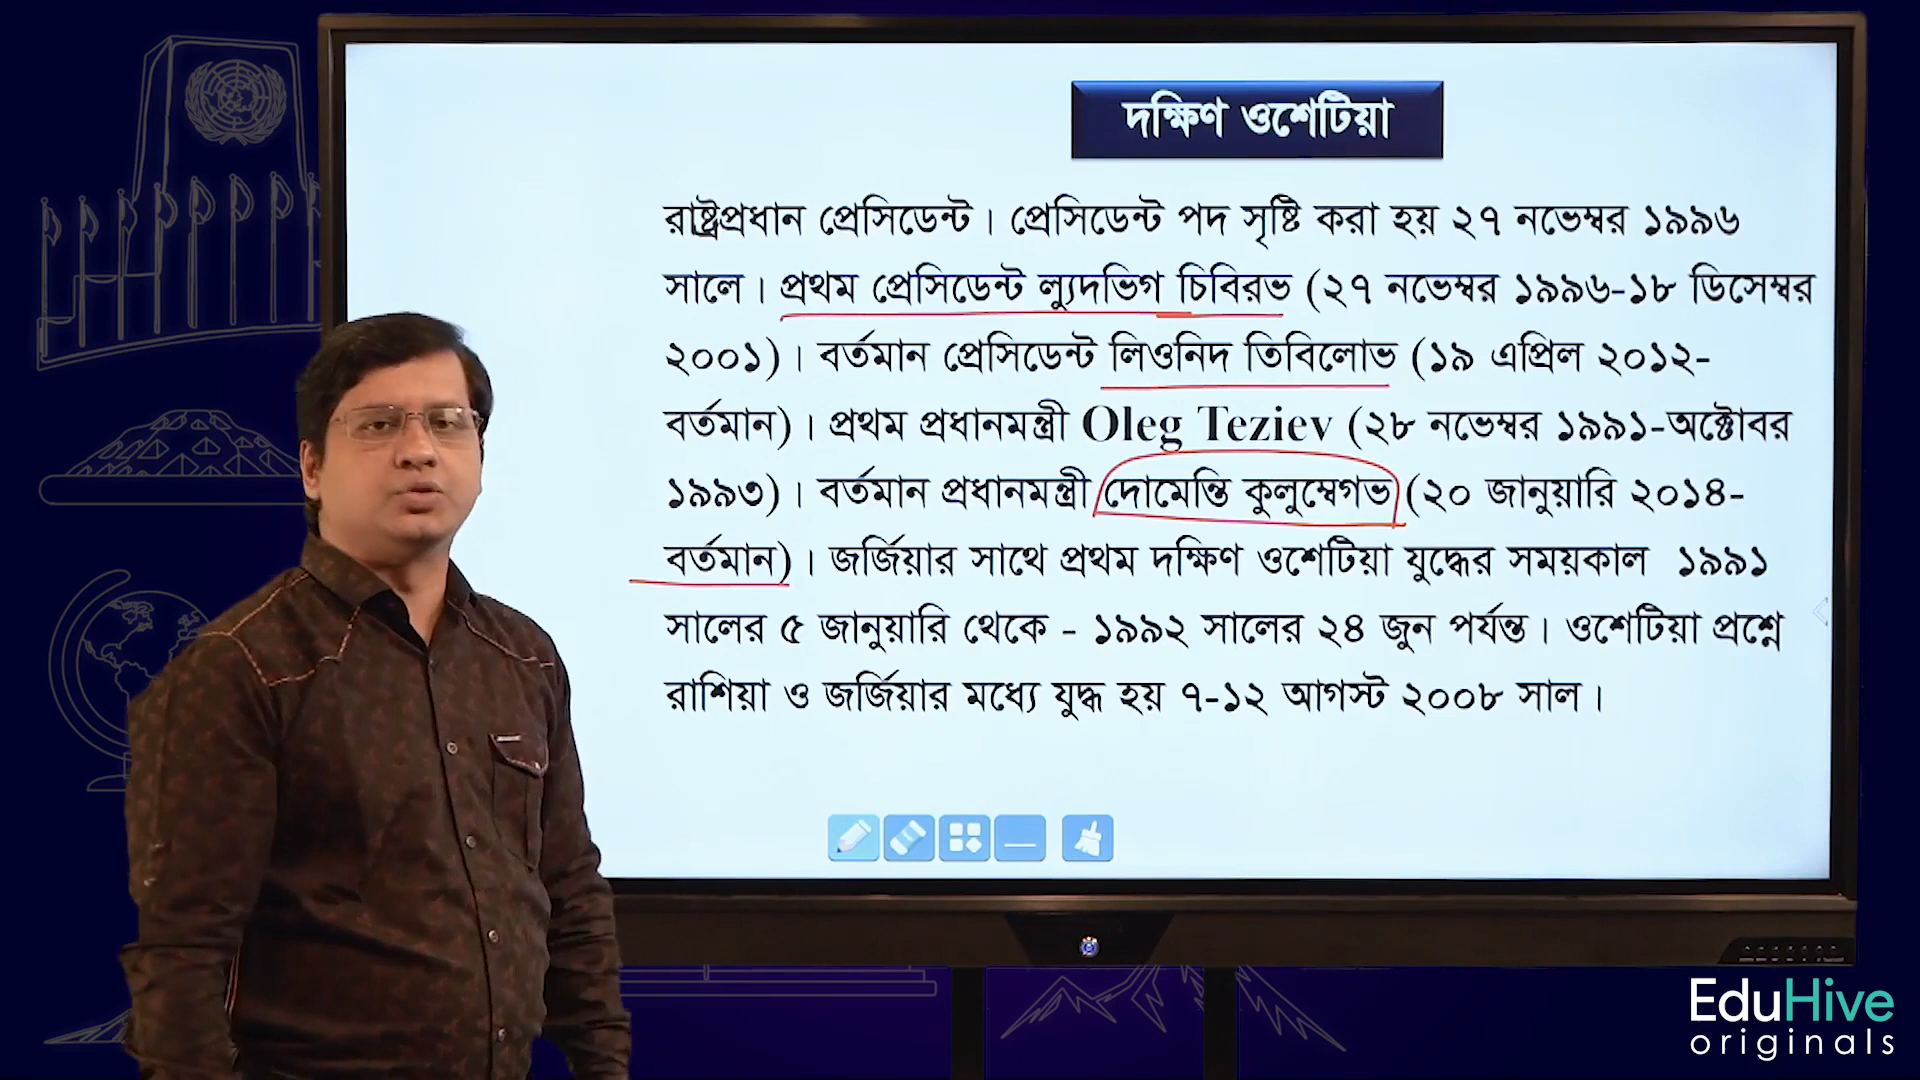 দক্ষিণ ওশেটিয়া
রাষ্ট্রপ্রধান প্রেসিডেন্ট। প্রেসিডেন্ট পদ সৃষ্টি করা হয় ২৭ নভেম্বর ১৯৯৬
সালে। প্রথম প্রেসিডেন্ট ল্যুদভিগ চিবিরভ (২৭ নভেম্বর ১৯৯৬-১৮ ডিসেম্বর
২০০১)। বর্তমান প্রেসিডেন্ট লিওনিদ তিবিলোভ (১৯ এপ্রিল ২০১২-
বর্তমান)। প্রথম প্রধানমন্ত্রী Oleg Teziev (২৮ নভেম্বর ১৯৯১-অক্টোবর
১৯৯৩)। বর্তমান প্রধানমন্ত্রী দোমেন্তি কুলুম্বেগভ (২০ জানুয়ারি ২০১৪-
বর্তমান)। জর্জিয়ার সাথে প্রথম দক্ষিণ ওশেটিয়া যুদ্ধের সময়কাল ১৯৯১
সালের ৫ জানুয়ারি থেকে - ১৯৯২ সালের ২৪ জুন পর্যন্ত। ওশেটিয়া প্রশ্নে
রাশিয়া ও জর্জিয়ার মধ্যে যুদ্ধ হয় ৭-১২ আগস্ট ২০০৮ সাল।
EduHive
originals